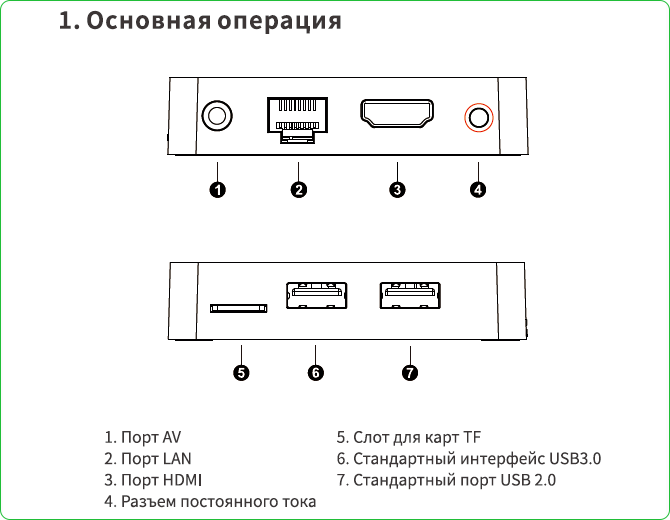 1. Основная операция
1 2 3 4
5 6 7
1. Порт AV
2. Порт LAN
3. Порт HDMI
4. Разъем постоянного тока
5. Слот для карт TF
6. Стандартный интерфейс USB3.0
7. Стандартный порт USB 2.0